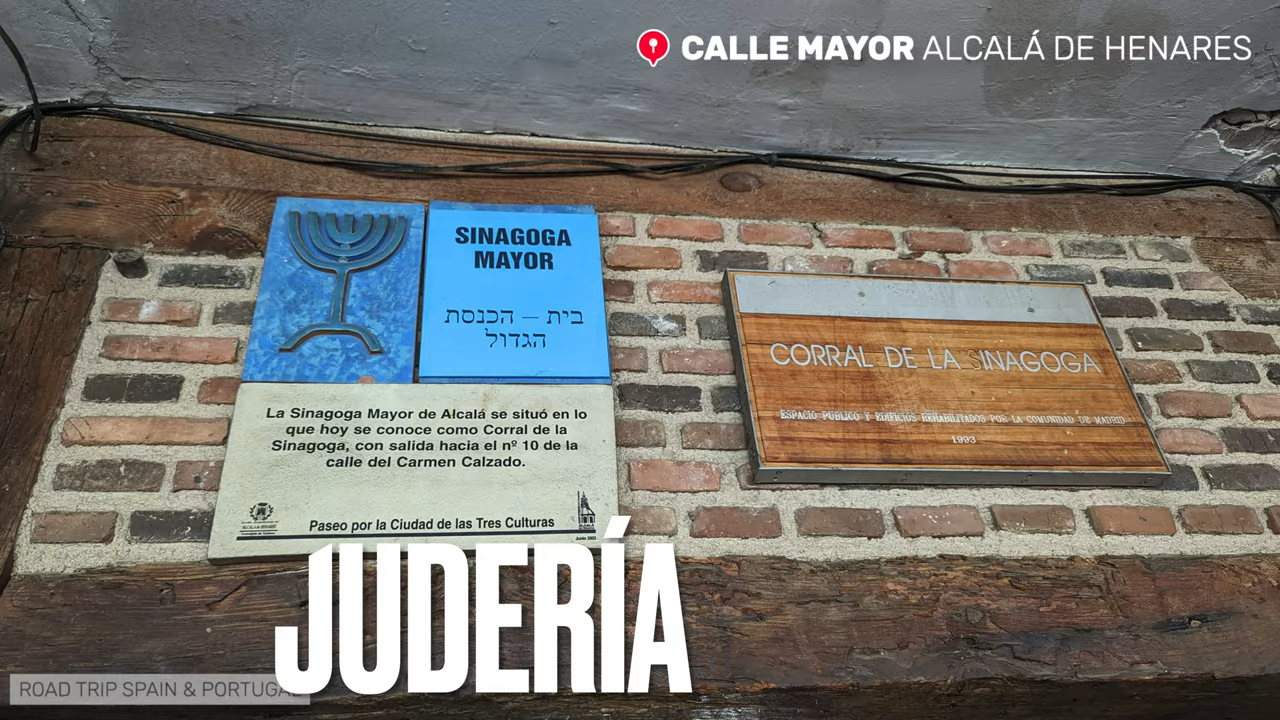 CALLE MAYOR ALCALÁ DE HENARES
SINAGOGA
MAYOR
בית – הכנסת
הגדול
La Sinagoga Mayor de Alcalá se situó en lo
que hoy se conoce como Corral de la
Sinagoga, con salida hacia el nº 10 de la
calle del Carmen Calzado.
Paseo por la Ciudad de las Tres Culturas
Junio 2002
CORRAL DE LA SINAGOGA
ESPACIO PUBLICO Y EDIFICIOS REHABILITADOS POR LA COMUNIDAD DE MADRID
1993
JUDERÍA
ROAD TRIP SPAIN & PORTUGAL